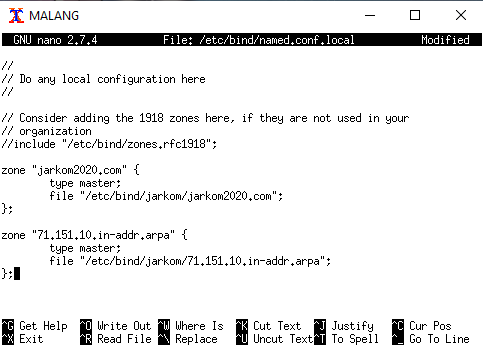 MALANG
GNU nano 2.7.4 File: /etc/bind/named.conf.local Modified
//
// Do any local configuration here
//
// Consider adding the 1918 zones here, if they are not used in your
// organization
//include "/etc/bind/zones.rfc1918";
zone "jarkom2020.com" {
        type master;
        file "/etc/bind/jarkom/jarkom2020.com";
};
zone "71.151.10.in-addr.arpa" {
        type master;
        file "/etc/bind/jarkom/71.151.10.in-addr.arpa";
};
^G Get Help ^O Write Out ^W Where Is ^K Cut Text ^J Justify ^C Cur Pos
^X Exit ^R Read File ^\ Replace ^U Uncut Text ^T To Spell ^_ Go To Line